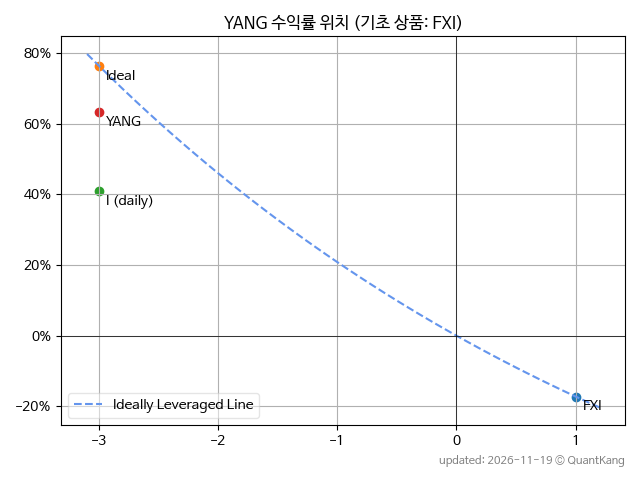 YANG 수익률 위치 (기초 상품: FXI)
80%
60%
40%
20%
0%
−20%
Ideal
YANG
I (daily)
FXI
Ideally Leveraged Line
−3
−2
−1
0
1
updated: 2026-11-19 © QuantKang